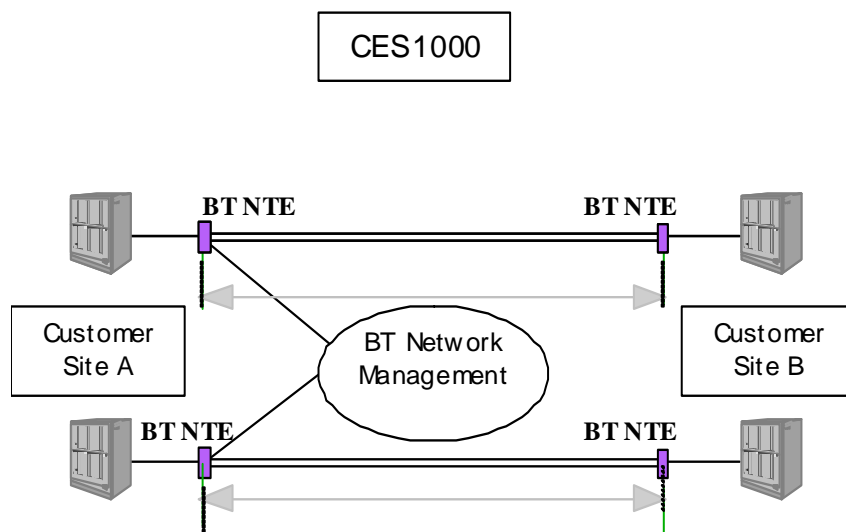 CES1000
BT NTE
BT NTE
Customer
Site A
BT Network
Management
Customer
Site B
BT NTE
BT NTE